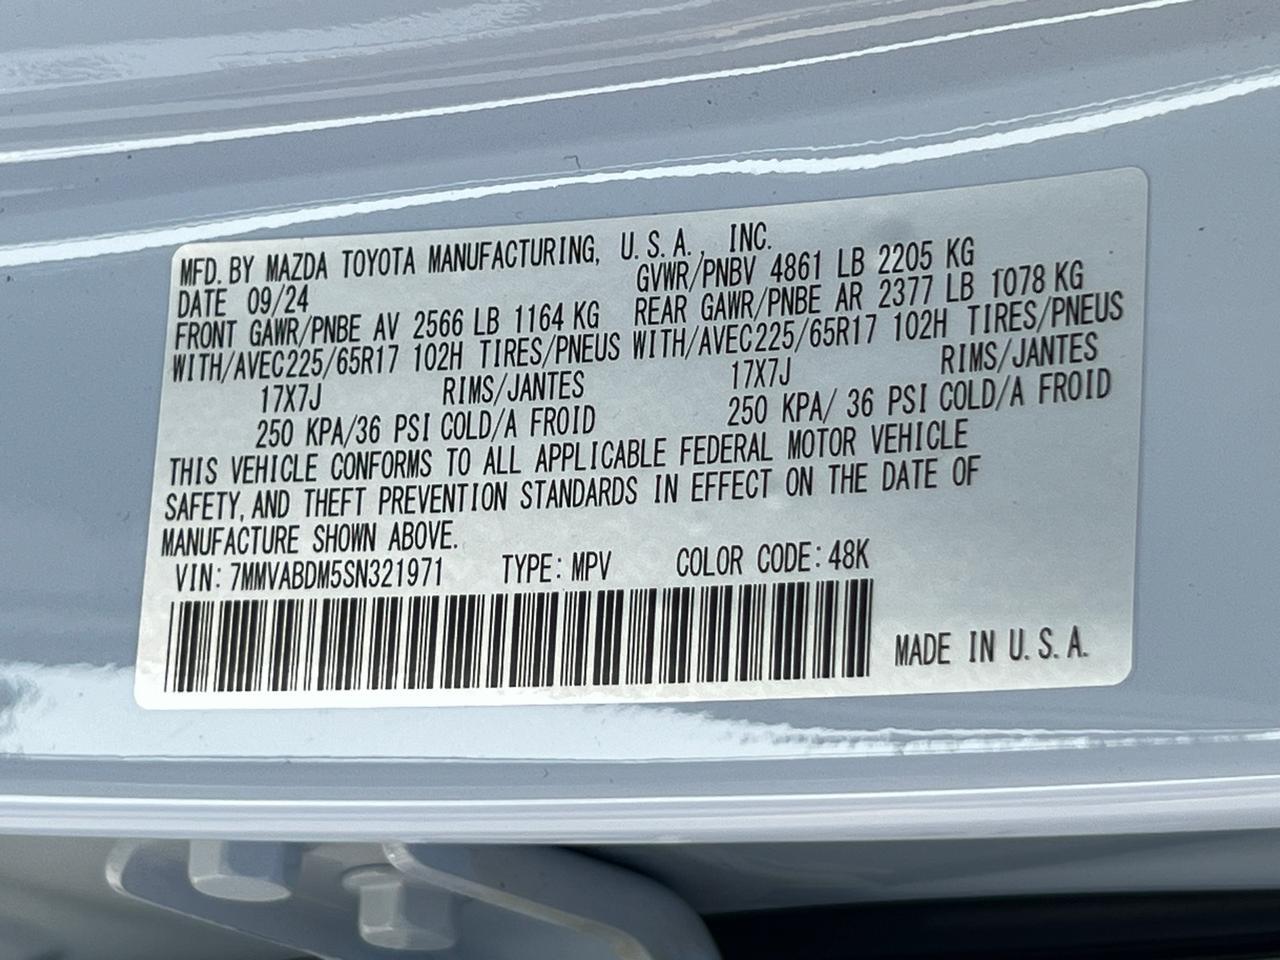 MFD. BY MAZDA TOYOTA MANUFACTURING, U.S.A., INC.
DATE 09/24 GVWR/PNBV 4861 LB 2205 KG
FRONT GAWR/PNBE AV 2566 LB 1164 KG REAR GAWR/PNBE AR 2377 LB 1078 KG
WITH/AVEC225/65R17 102H TIRES/PNEUS WITH/AVEC225/65R17 102H TIRES/PNEUS
17X7J RIMS/JANTES 17X7J RIMS/JANTES
250 KPA/36 PSI COLD/A FROID 250 KPA/ 36 PSI COLD/A FROID
THIS VEHICLE CONFORMS TO ALL APPLICABLE FEDERAL MOTOR VEHICLE
SAFETY, AND THEFT PREVENTION STANDARDS IN EFFECT ON THE DATE OF
MANUFACTURE SHOWN ABOVE.
VIN: 7MMVABDM5SN321971 TYPE: MPV COLOR CODE: 48K
MADE IN U.S.A.